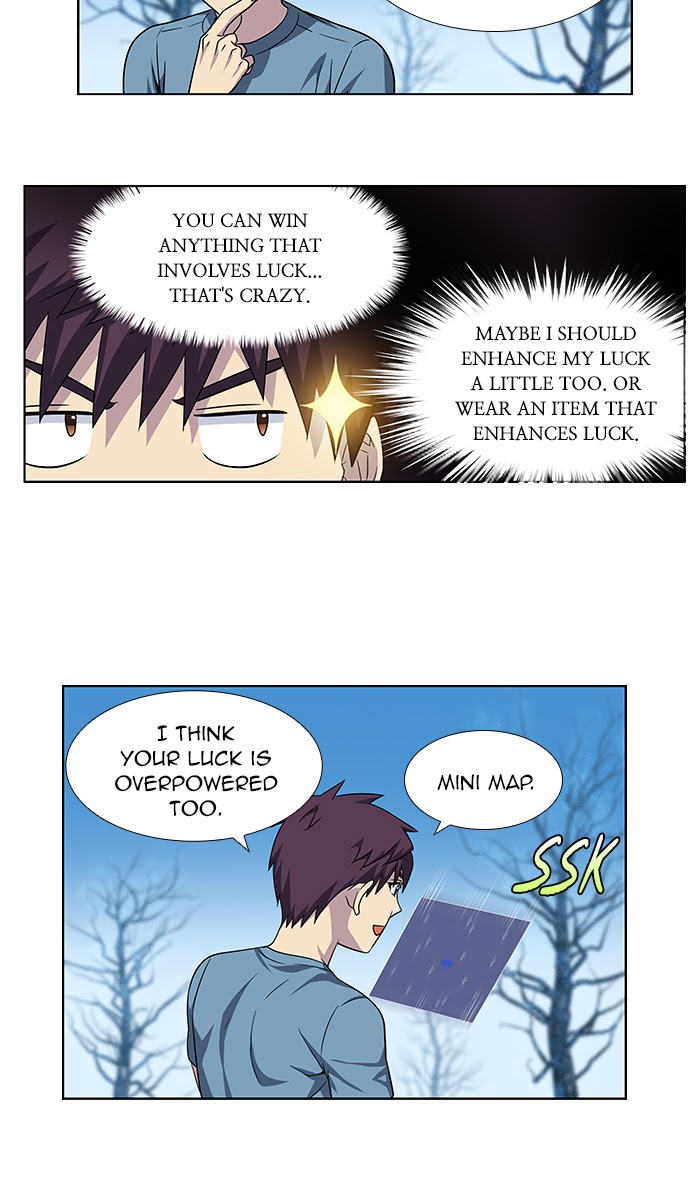 YOU CAN WIN
ANYTHING THAT
INVOLVES LUCK...
THAT'S CRAZY.
MAYBE I SHOULD
ENHANCE MY LUCK
A LITTLE TOO. OR
WEAR AN ITEM THAT
ENHANCES LUCK.
I THINK
YOUR LUCK IS
OVERPOWERED
TOO.
MINI MAP.
SSK